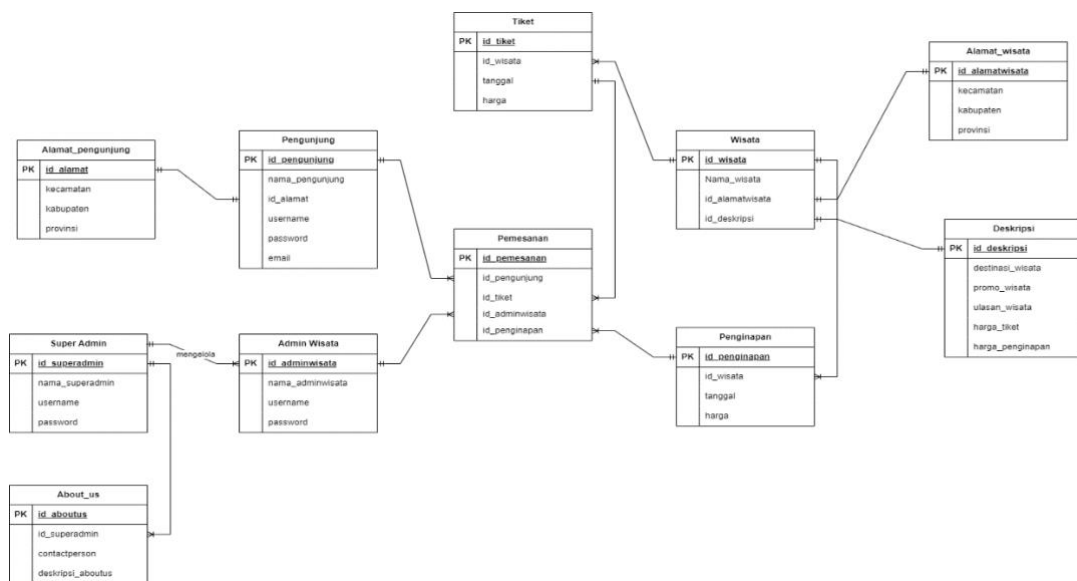 Tiket
PK id_tiket
id_wisata
tanggal
harga
Alamat_wisata
PK id_alamatwisata
kecamatan
kabupaten
provinsi
Alamat_pengunjung
PK id_alamat
kecamatan
kabupaten
provinsi
Pengunjung
PK id_pengunjung
nama_pengunjung
id_alamat
username
password
email
Wisata
PK id_wisata
Nama_wisata
id_alamatwisata
id_deskripsi
Pemesanan
PK id_pemesanan
id_pengunjung
id_tiket
id_adminwisata
id_penginapan
Deskripsi
PK id_deskripsi
destinasi_wisata
promo_wisata
ulasan_wisata
harga_tiket
harga_penginapan
Super Admin
PK id_superadmin
nama_superadmin
username
password
mengelola
Admin Wisata
PK id_adminwisata
nama_adminwisata
username
password
Penginapan
PK id_penginapan
id_wisata
tanggal
harga
About_us
PK id_aboutus
id_superadmin
contactperson
deskripsi_aboutus